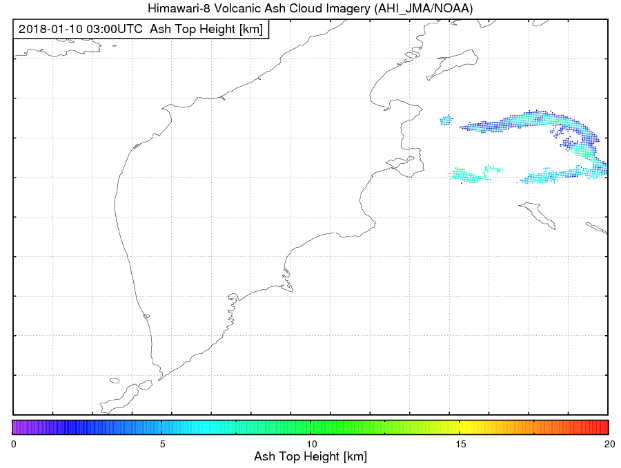 Himawari-8 Volcanic Ash Cloud Imagery (AHI_JMA/NOAA)
2018-01-10 03:00UTC Ash Top Height [km]
0 5 10 15 20
Ash Top Height [km]